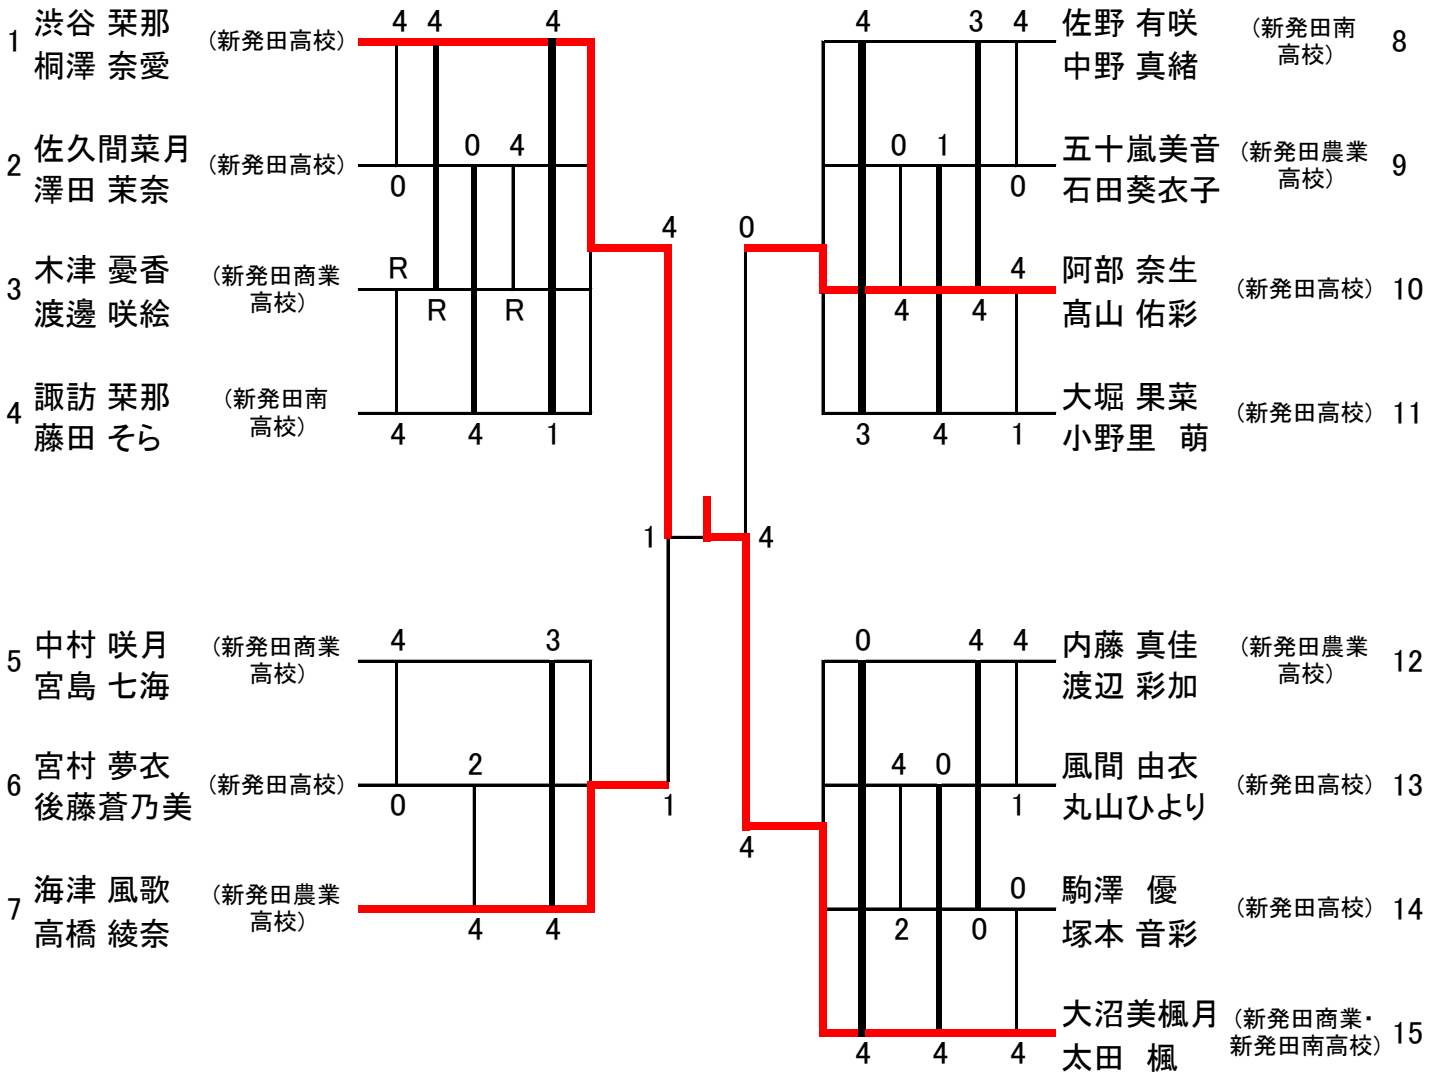 1 渋谷 栞那 (新発田高校)
桐澤 奈愛
4 4 4
2 佐久間菜月 (新発田高校)
澤田 茉奈
0 0 4
3 木津 憂香 (新発田商業
高校)
渡邊 咲絵
R R R
4 諏訪 栞那 (新発田南
高校)
藤田 そら
4 4 1
4
1
5 中村 咲月 (新発田商業
高校)
宮島 七海
4 3
6 宮村 夢衣 (新発田高校)
後藤蒼乃美
0 2
7 海津 風歌 (新発田農業
高校)
高橋 綾奈
4 4
1
4 3 4
佐野 有咲 (新発田南
高校) 8
中野 真緒
0 1 0
五十嵐美音 (新発田農業
高校) 9
石田葵衣子
4 4 4
阿部 奈生 (新発田高校) 10
髙山 佑彩
3 4 1
大堀 果菜 (新発田高校) 11
小野里 萌
0
4
0 4 4
内藤 真佳 (新発田農業
高校) 12
渡辺 彩加
4 0 1
風間 由衣 (新発田高校) 13
丸山ひより
2 0 0
駒澤 優 (新発田高校) 14
塚本 音彩
4 4 4
大沼美楓月 (新発田商業・
新発田南高校) 15
太田 楓
4